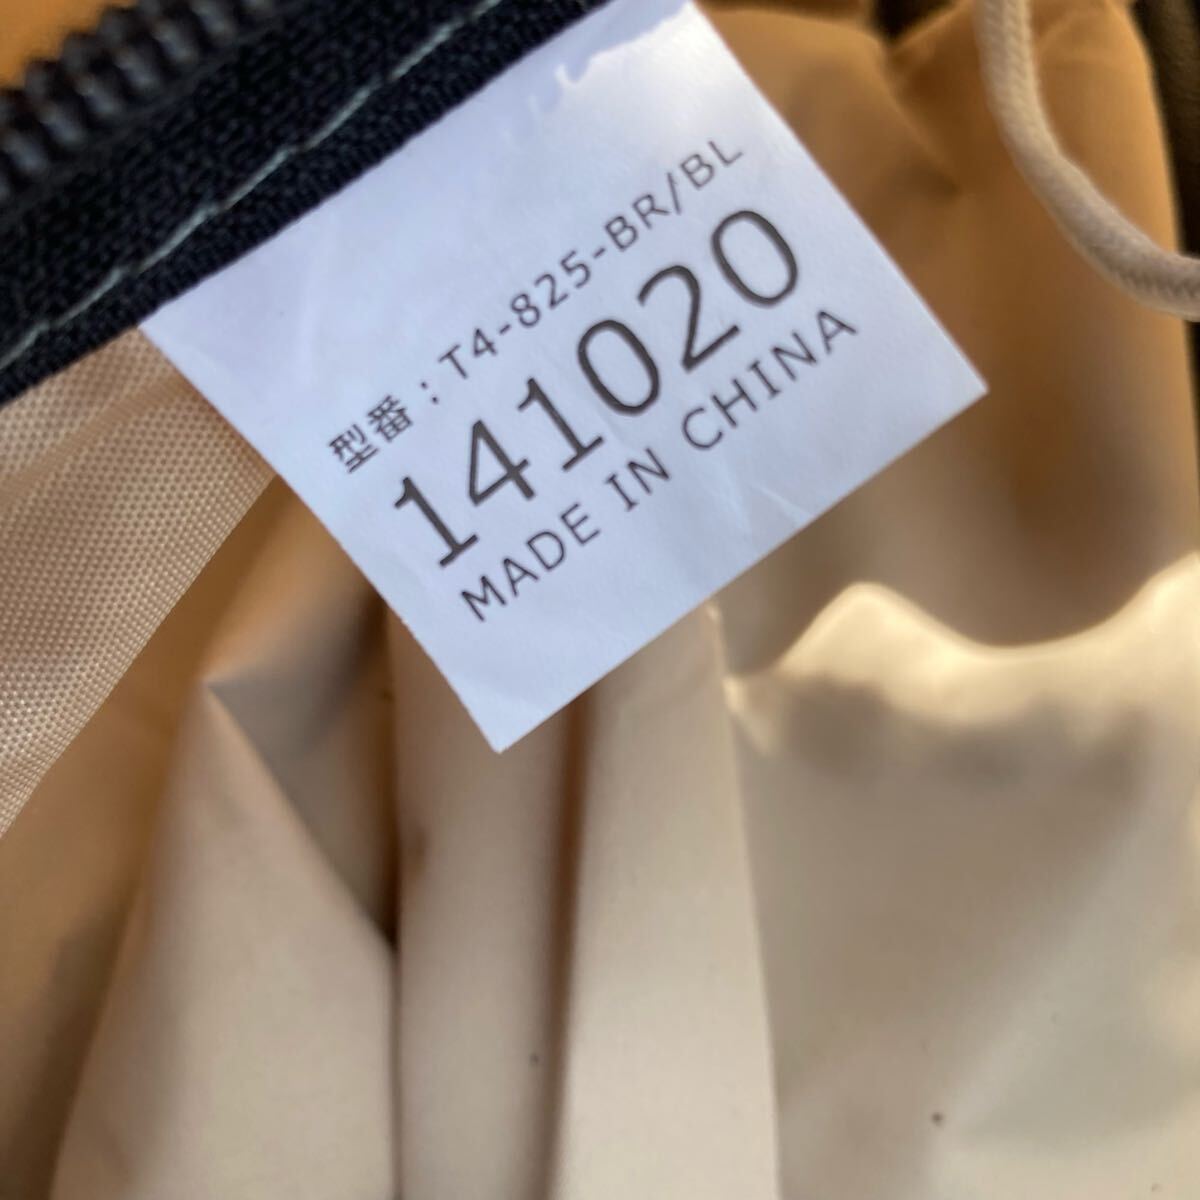 型番：T4-825-BR/BL
141020
MADE IN CHINA